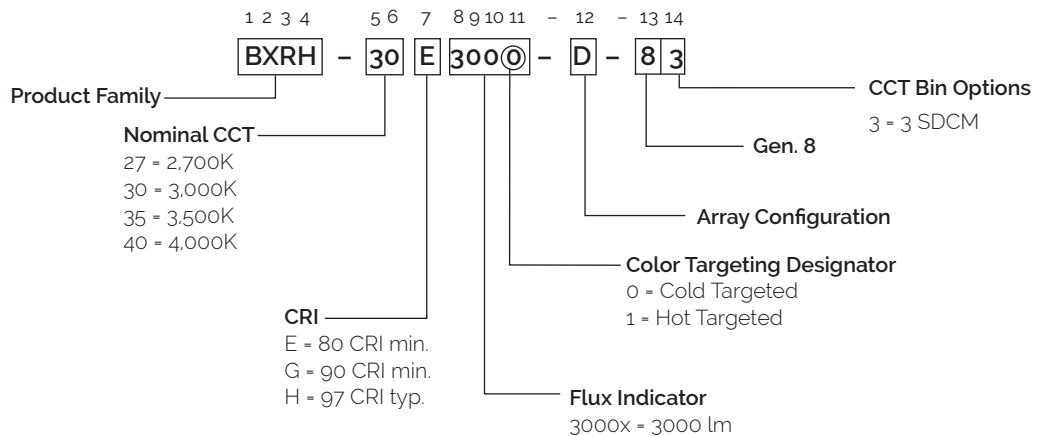 1 2 3 4 5 6 7 8 9 10 11 – 12 – 13 14
BXRH – 30 E 3000 – D – 8 3
Product Family
CCT Bin Options
3 = 3 SDCM
Nominal CCT
27 = 2,700K
30 = 3,000K
35 = 3,500K
40 = 4,000K
Gen. 8
Array Configuration
Color Targeting Designator
0 = Cold Targeted
1 = Hot Targeted
CRI
E = 80 CRI min.
G = 90 CRI min.
H = 97 CRI typ.
Flux Indicator
3000x = 3000 lm